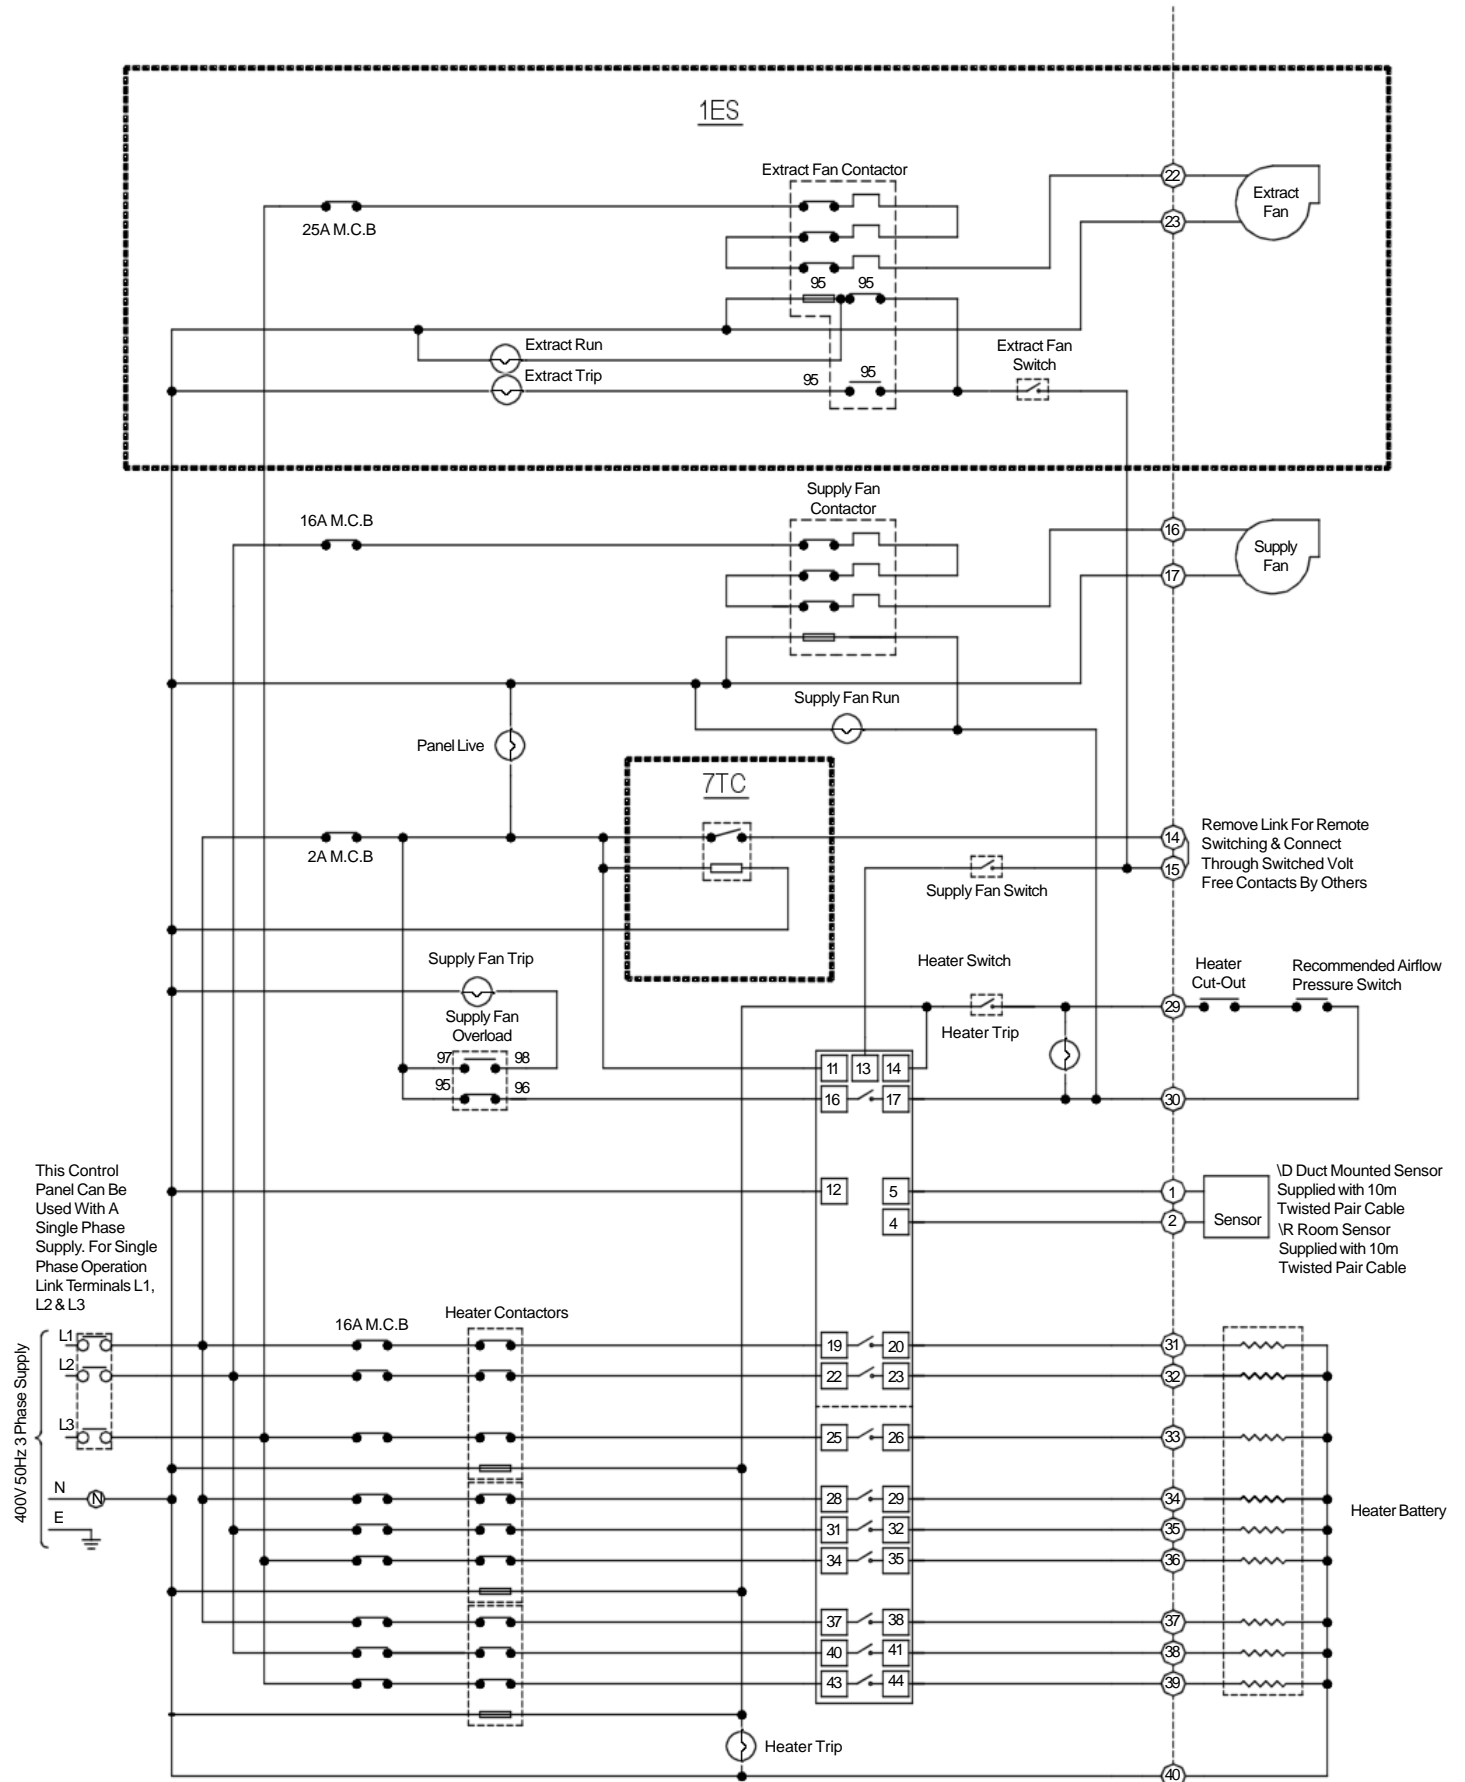 1ES
Extract Fan Contactor
22
Extract
Fan
25A M.C.B
23
95
95
Extract Run
Extract Fan
Switch
Extract Trip
95
95
Supply Fan
Contactor
16A M.C.B
16
Supply
Fan
17
Supply Fan Run
Panel Live
7TC
2A M.C.B
14
15
Remove Link For Remote
Switching & Connect
Through Switched Volt
Free Contacts By Others
Supply Fan Switch
Supply Fan Trip
Heater Switch
Heater
Cut-Out
Recommended Airflow
Pressure Switch
29
Supply Fan
Overload
Heater Trip
97
98
11
13
14
95
96
16
17
30
This Control
Panel Can Be
Used With A
Single Phase
Supply. For Single
Phase Operation
Link Terminals L1,
L2 & L3
12
5
1
4
2
Sensor
\D Duct Mounted Sensor
Supplied with 10m
Twisted Pair Cable
\R Room Sensor
Supplied with 10m
Twisted Pair Cable
400V 50Hz 3 Phase Supply
16A M.C.B
Heater Contactors
L1
19
20
31
L2
22
23
32
L3
25
26
33
N
N
28
29
34
Heater Battery
E
31
32
35
34
35
36
37
38
37
40
41
38
43
44
39
Heater Trip
40